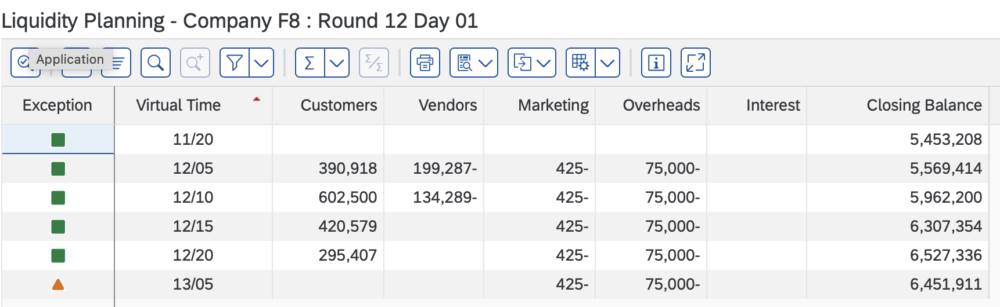 Liquidity Planning - Company F8 : Round 12 Day 01
Application
Exception Virtual Time Customers Vendors Marketing Overheads Interest Closing Balance
11/20 5,453,208
12/05 390,918 199,287- 425- 75,000- 5,569,414
12/10 602,500 134,289- 425- 75,000- 5,962,200
12/15 420,579 425- 75,000- 6,307,354
12/20 295,407 425- 75,000- 6,527,336
13/05 425- 75,000- 6,451,911